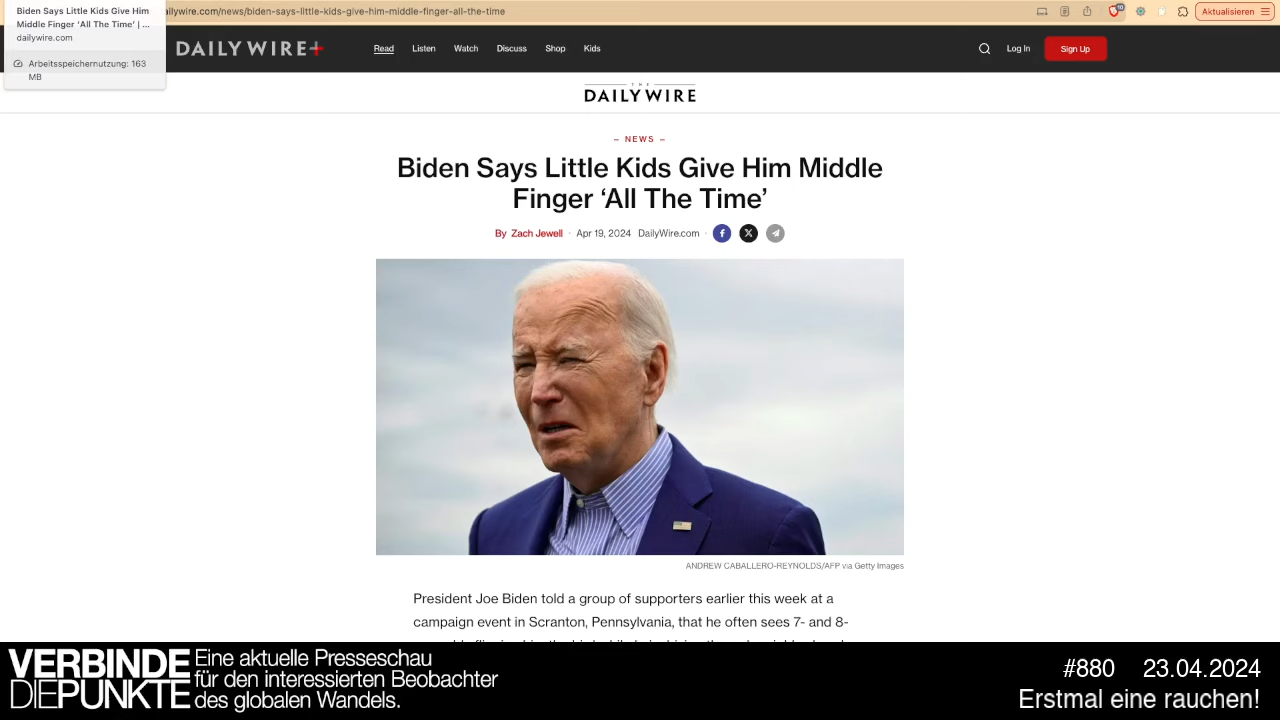 Biden Says Little Kids Give Him
Middle Finger ‘All The Time’ | ...
dailywire.com
Arbeitsspeichernutzung: 163
MB
ilywire.com/news/biden-says-little-kids-give-him-middle-finger-all-the-time
Aktualisieren
DAILYWIRE+
Read Listen Watch Discuss Shop Kids
Log In Sign Up
THE
DAILYWIRE
– NEWS –
Biden Says Little Kids Give Him Middle
Finger ‘All The Time’
By Zach Jewell · Apr 19, 2024 DailyWire.com ·
ANDREW CABALLERO-REYNOLDS/AFP via Getty Images
President Joe Biden told a group of supporters earlier this week at a
campaign event in Scranton, Pennsylvania, that he often sees 7- and 8-
VERBINDE
DIEPUNKTE
Eine aktuelle Presseschau
für den interessierten Beobachter
des globalen Wandels.
#880 23.04.2024
Erstmal eine rauchen!